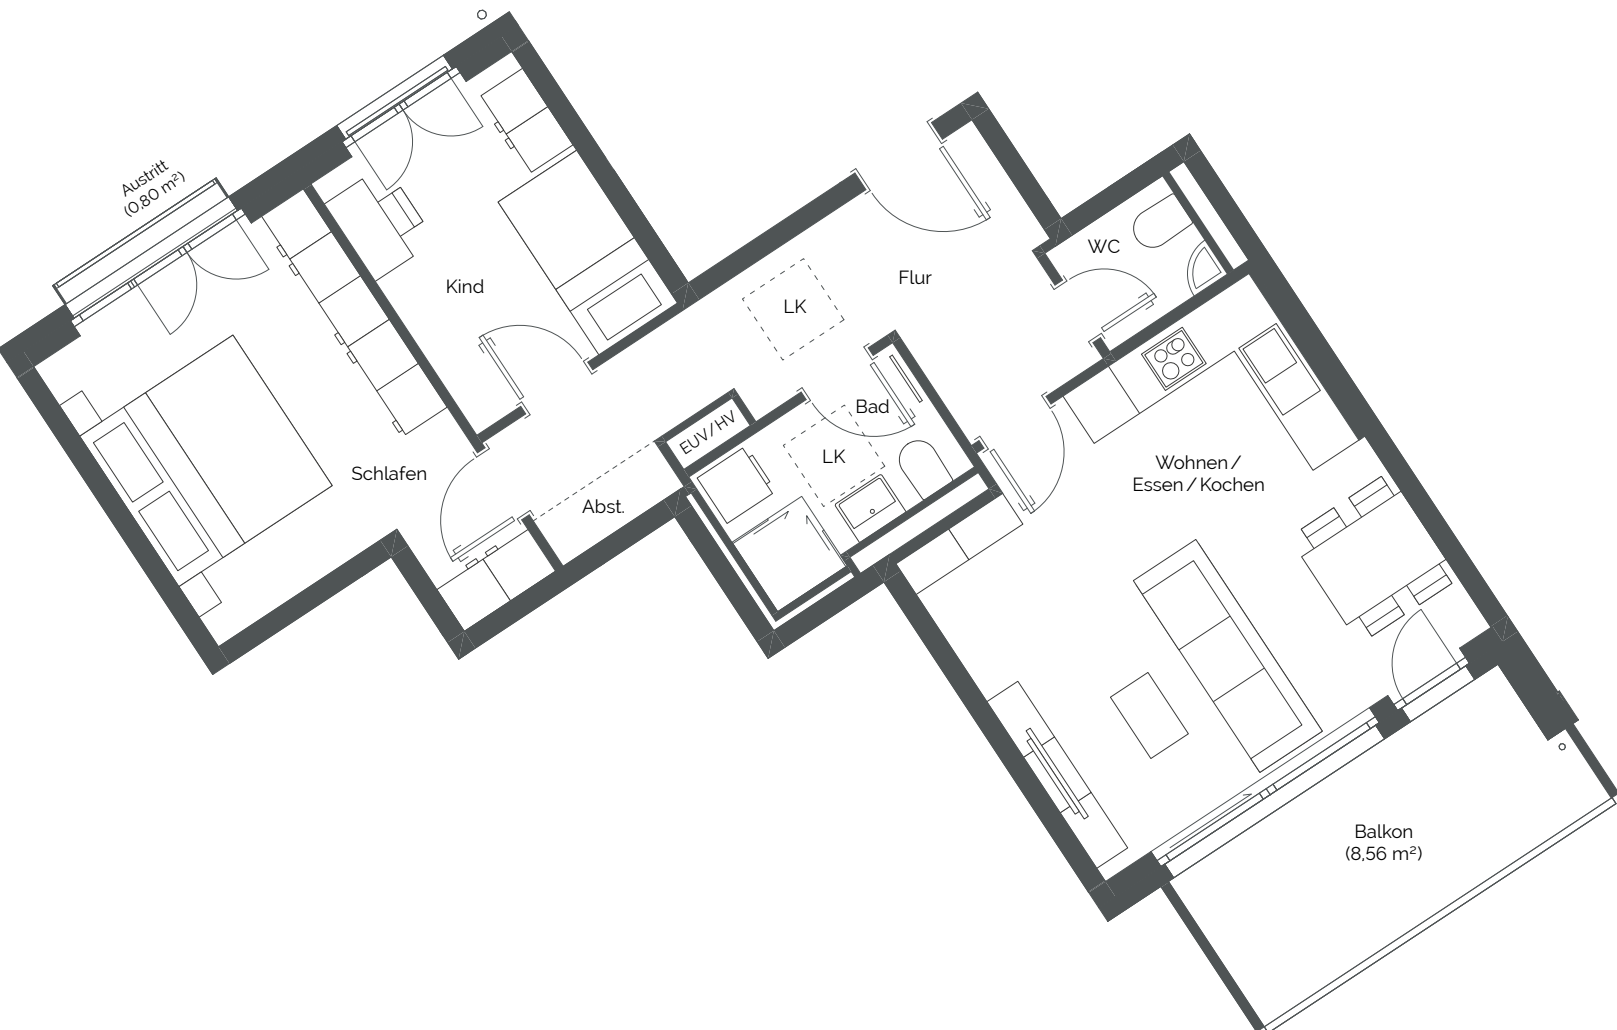 Austritt
(0,80 m²)
WC
Flur
Kind
LK
Bad
EUV/HV
LK
Schlafen
Abst.
Wohnen/
Essen/Kochen
Balkon
(8,56 m²)